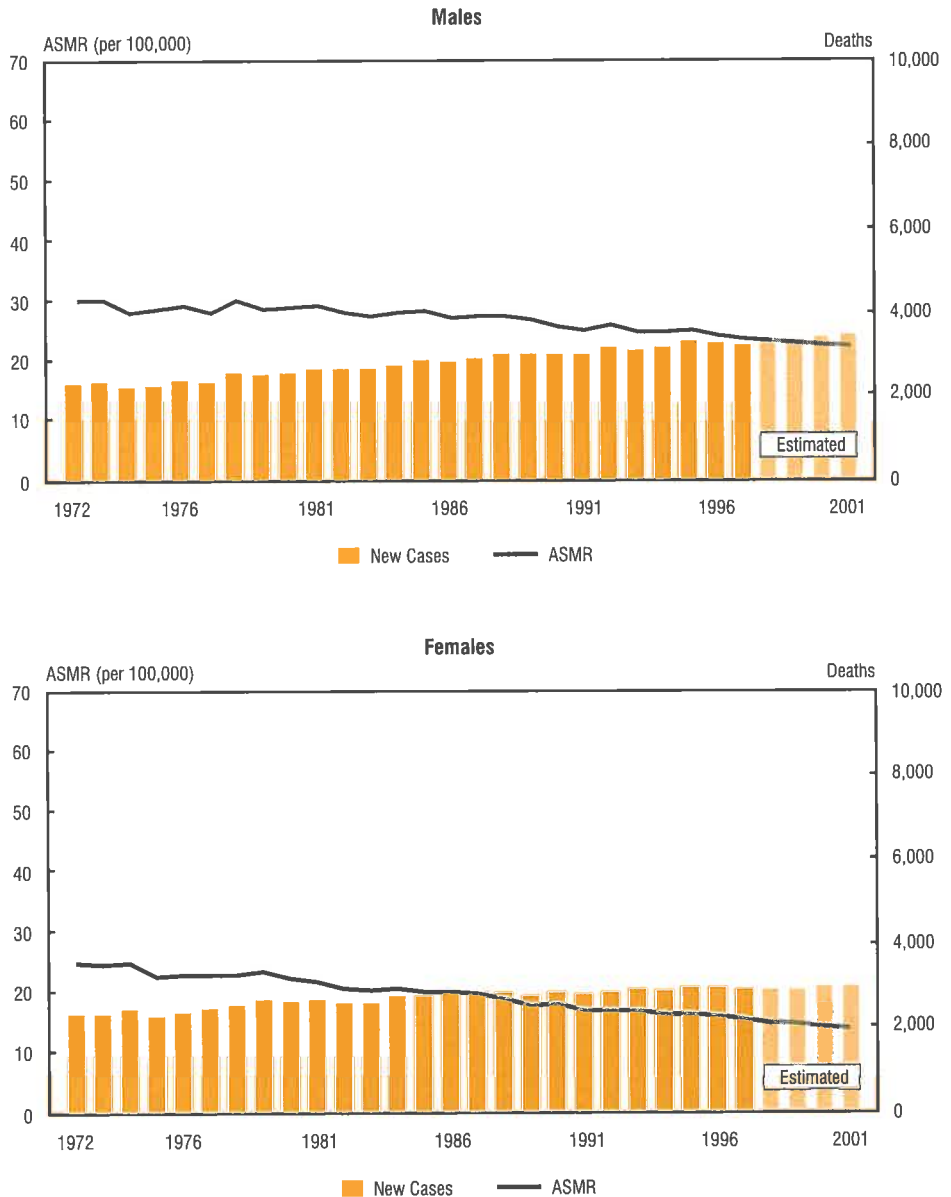 Males
ASMR (per 100,000) Deaths
70 10,000
60
8,000
50
6,000
40
30 4,000
20
2,000
10
Estimated
0 0
1972 1976 1981 1986 1991 1996 2001
New Cases ASMR
Females
ASMR (per 100,000) Deaths
70 10,000
60
8,000
50
6,000
40
30
4,000
20
2,000
10
Estimated
0 0
1972 1976 1981 1986 1991 1996 2001
New Cases ASMR